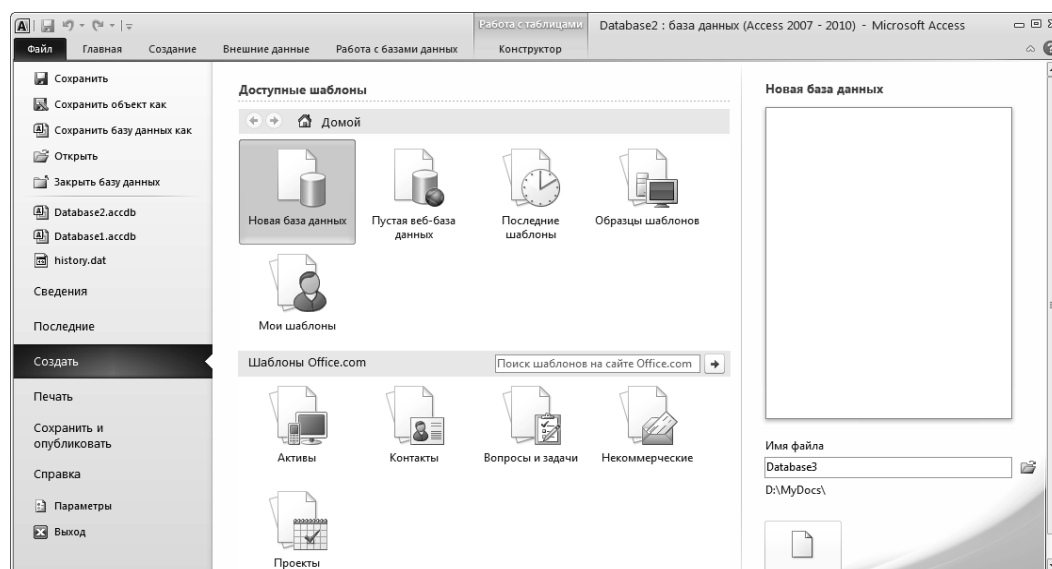 Работа с таблицами
Database2 : база данных (Access 2007 - 2010) - Microsoft Access
Файл
Главная
Создание
Внешние данные
Работа с базами данных
Конструктор
Сохранить
Сохранить объект как
Сохранить базу данных как
Открыть
Закрыть базу данных
Database2.accdb
Database1.accdb
history.dat
Сведения
Последние
Создать
Печать
Сохранить и
опубликовать
Справка
Параметры
Выход
Доступные шаблоны
Домой
Новая база данных
Пустая веб-база
данных
Последние
шаблоны
Образцы шаблонов
Мои шаблоны
Шаблоны Office.com
Поиск шаблонов на сайте Office.com
Активы
Контакты
Вопросы и задачи
Некоммерческие
Проекты
Новая база данных
Имя файла
Database3
D:\MyDocs\